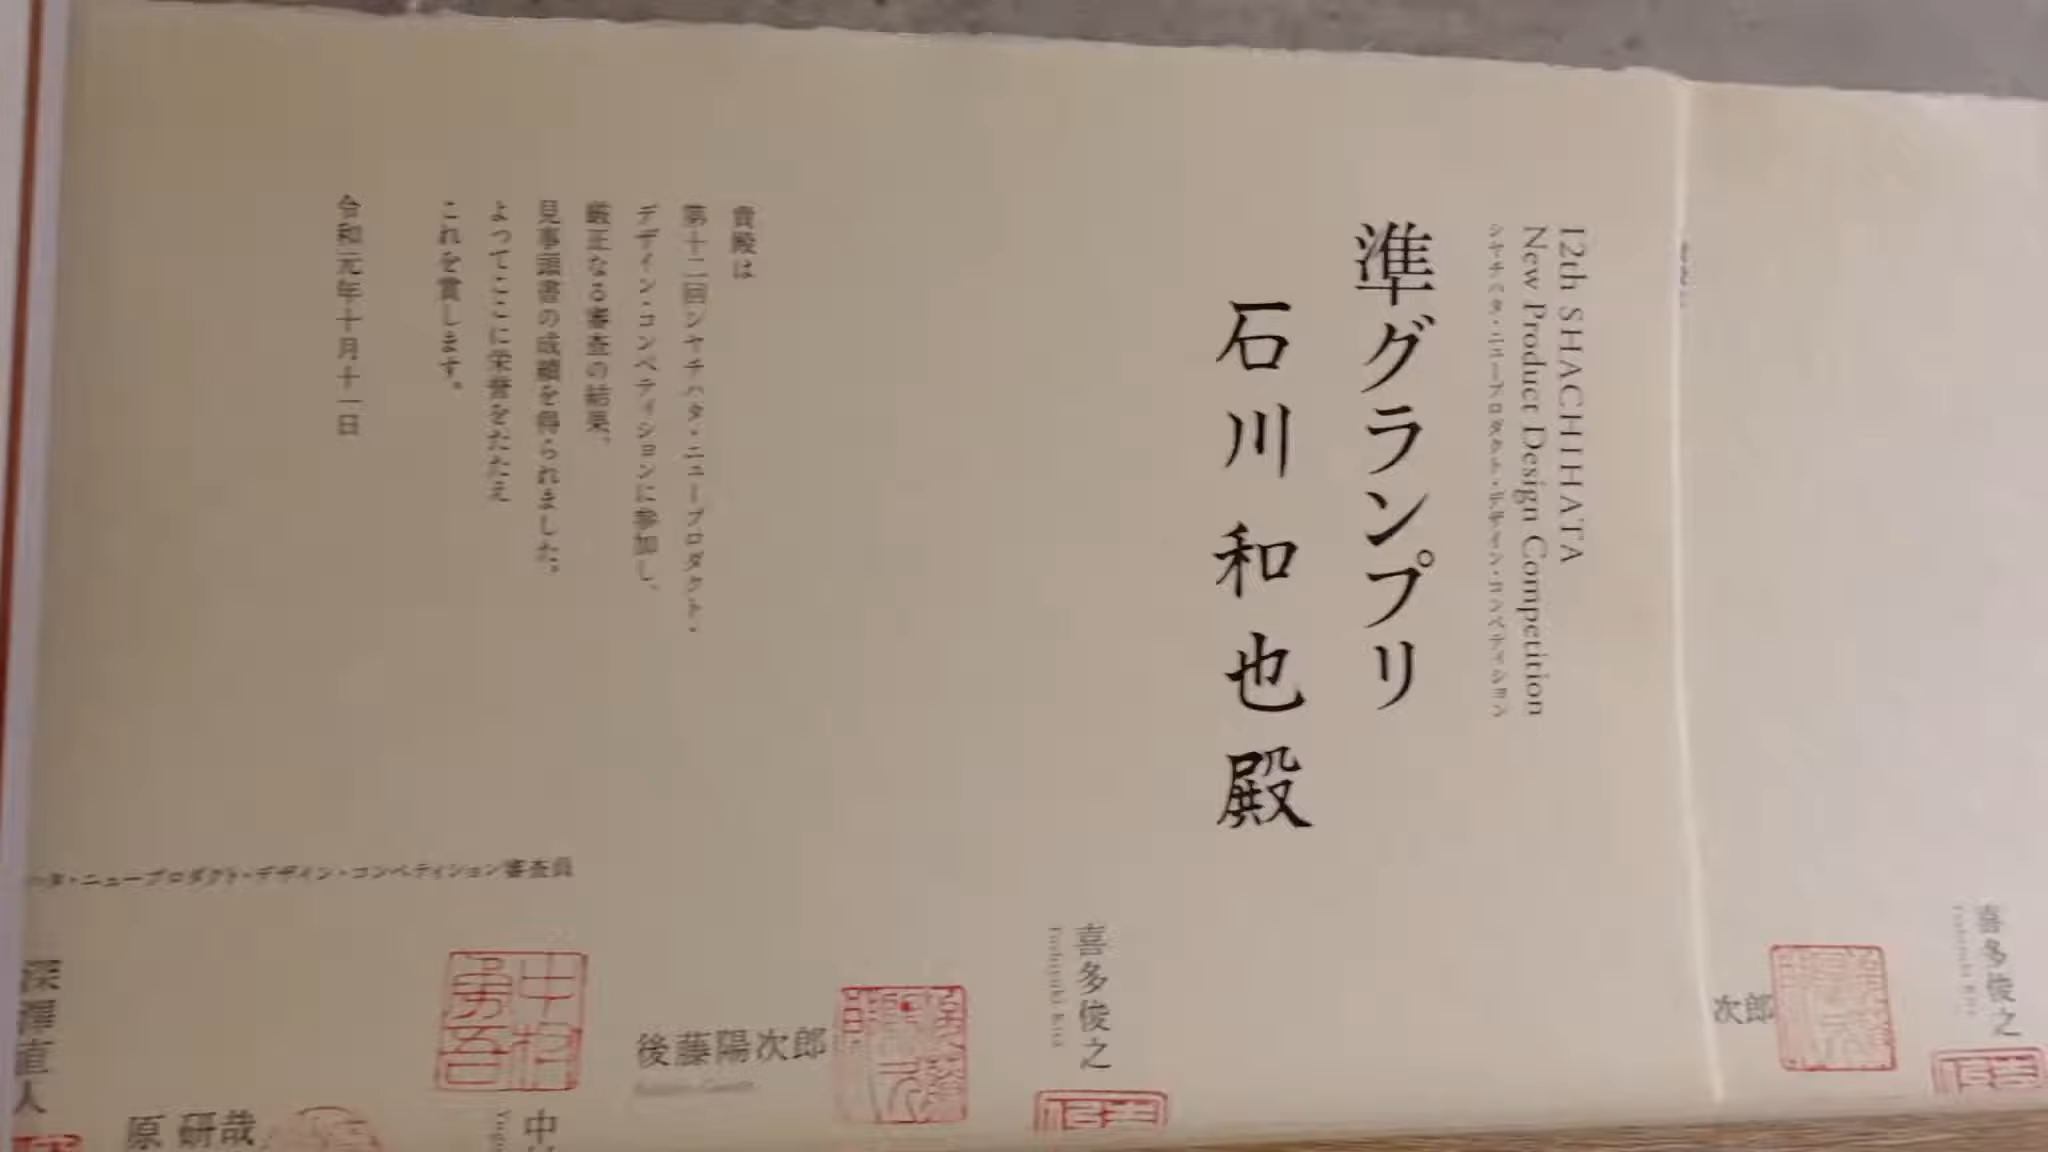 12th SHACHIHATA
New Product Design Competition
シヤチハタ・ニュープロダクト・デザイン・コンペティション
準グランプリ
石川和也殿
貴殿は
第十二回シヤチハタ・ニュープロダクト・
デザイン・コンペティションに参加し、
厳正なる審査の結果、
見事頭書の成績を得られました。
よってここに栄誉をたたえ
これを賞します。
令和元年十月十一日
ハタ・ニュープロダクト・デザイン・コンペティション審査員
喜多俊之
Toshiyuki Kita
後藤陽次郎
中
原 研哉
深澤直人
喜多俊之
Toshiyuki Kita
次郎